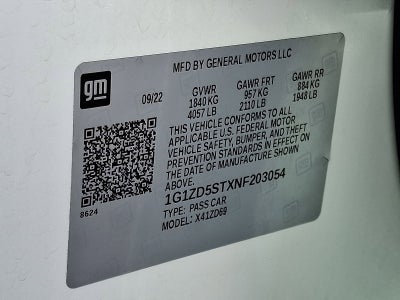 gm
MFD BY GENERAL MOTORS LLC
09/22 GVWR GAWR FRT GAWR RR
1840 KG 957 KG 884 KG
4057 LB 2110 LB 1948 LB
THIS VEHICLE CONFORMS TO ALL
APPLICABLE U.S. FEDERAL MOTOR
VEHICLE SAFETY, BUMPER, AND THEFT
PREVENTION STANDARDS IN EFFECT ON
THE DATE OF MANUFACTURE SHOWN
ABOVE.
1G1ZD5STXNF203054
TYPE: PASS CAR
MODEL: X41ZD69
8624